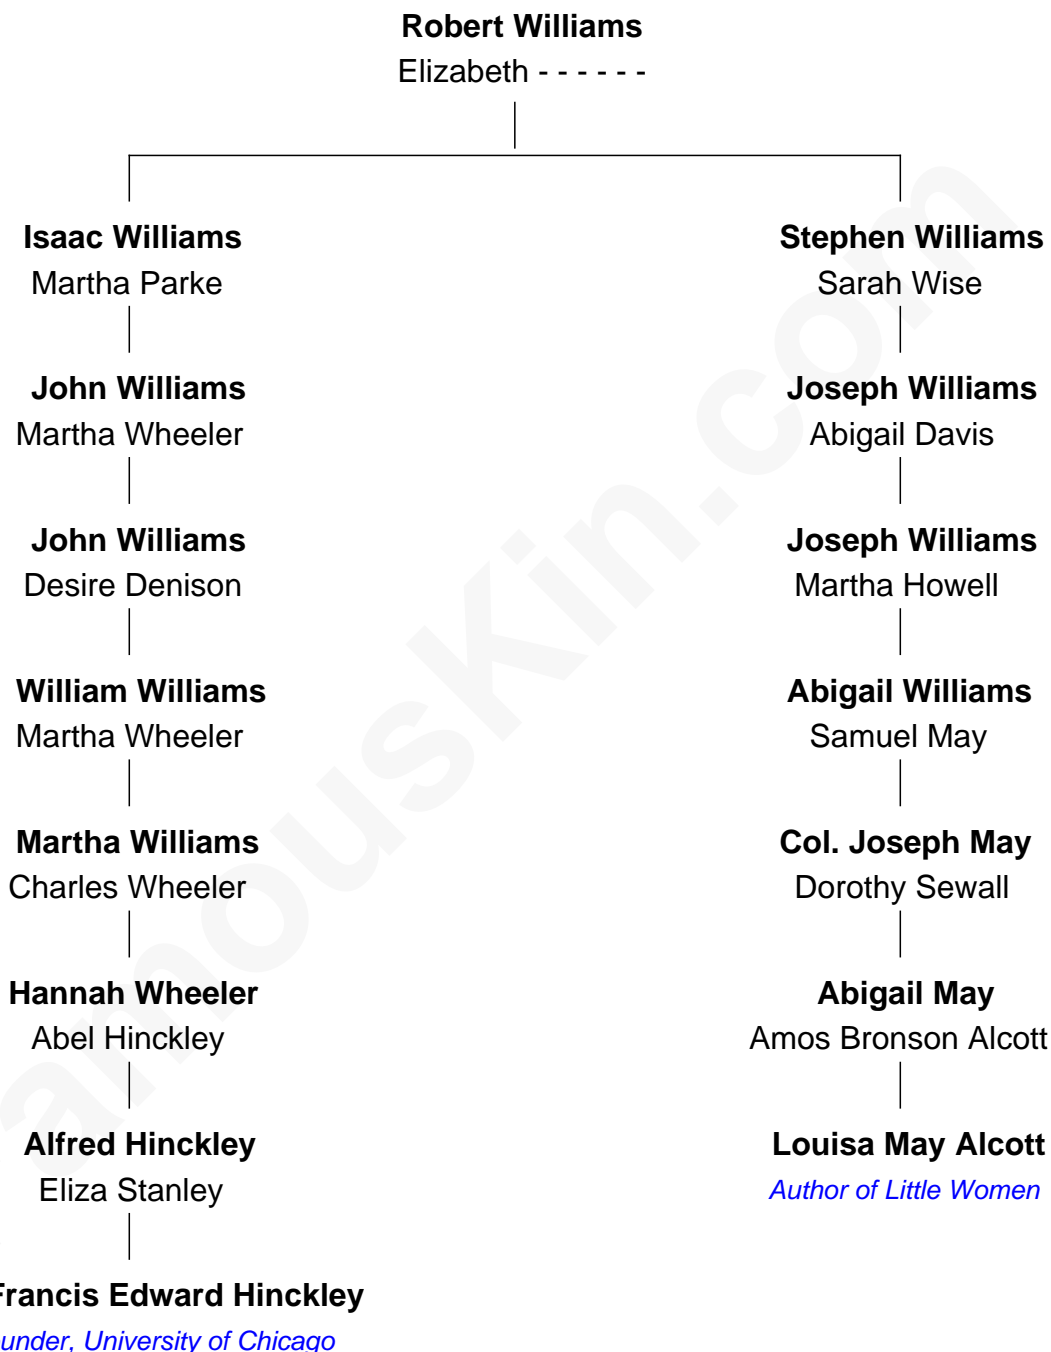 Robert Williams
Elizabeth - - - - - -
Isaac Williams
Martha Parke
John Williams
Martha Wheeler
John Williams
Desire Denison
William Williams
Martha Wheeler
Martha Williams
Charles Wheeler
Hannah Wheeler
Abel Hinckley
Alfred Hinckley
Eliza Stanley
Francis Edward Hinckley
ounder, University of Chicago
Stephen Williams
Sarah Wise
Joseph Williams
Abigail Davis
Joseph Williams
Martha Howell
Abigail Williams
Samuel May
Col. Joseph May
Dorothy Sewall
Abigail May
Amos Bronson Alcott
Louisa May Alcott
Author of Little Women
amousKin.com